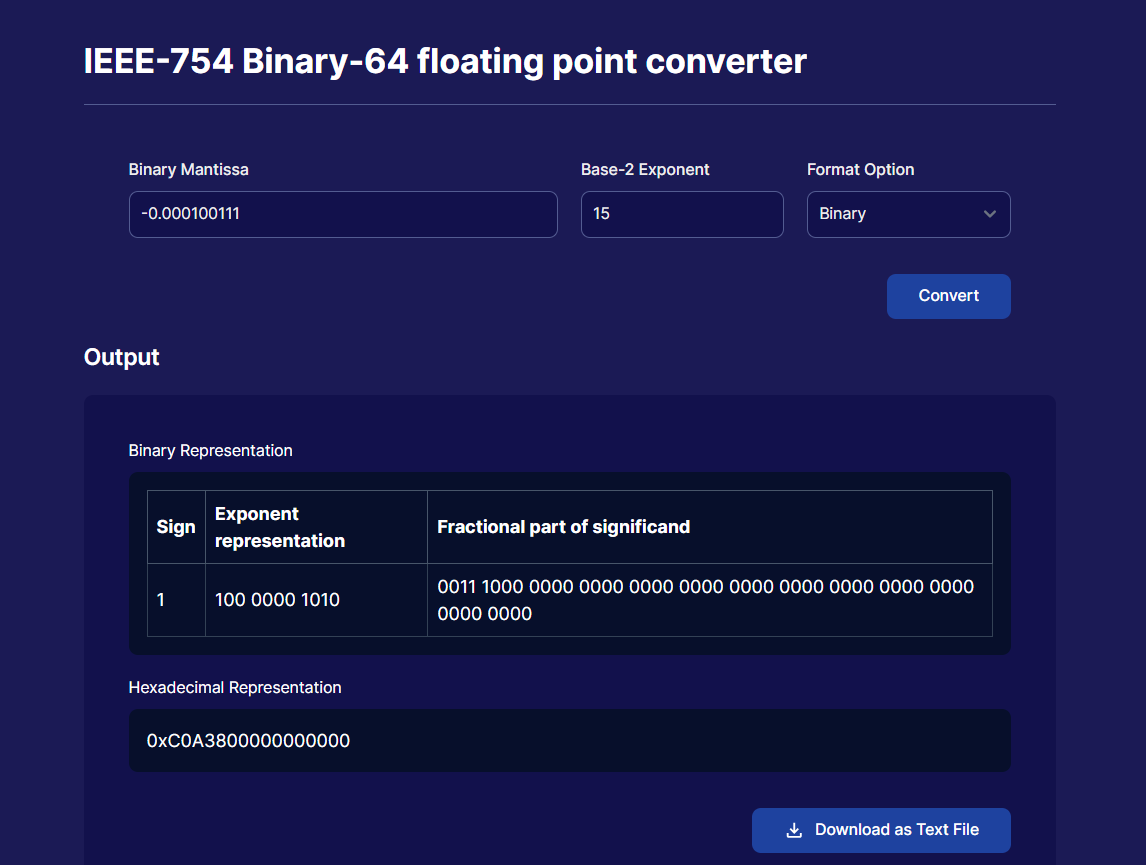 IEEE-754 Binary-64 floating point converter
Binary Mantissa
Base-2 Exponent
Format Option
-0.000100111
15
Binary
Convert
Output
Binary Representation
Sign
Exponent
representation
Fractional part of significand
1
100 0000 1010
0011 1000 0000 0000 0000 0000 0000 0000 0000 0000 0000
0000 0000
Hexadecimal Representation
0xC0A3800000000000
Download as Text File